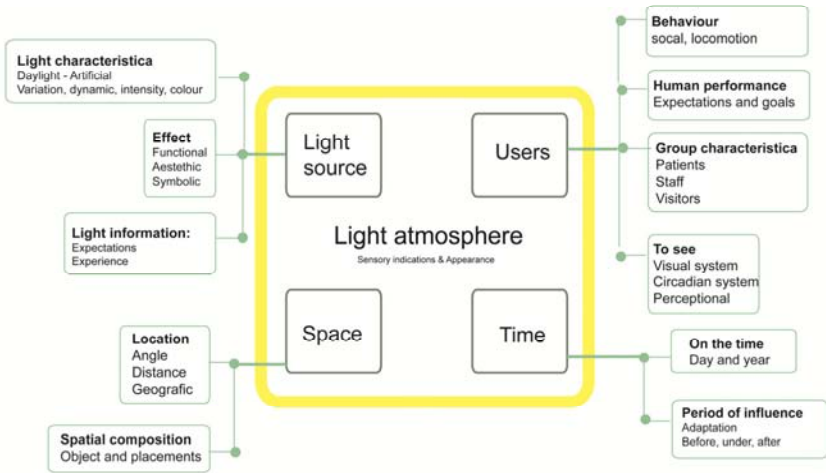 Light characteristica
Daylight - Artificial
Variation, dynamic, intensity, colour
Effect
Functional
Aestethic
Symbolic
Light information:
Expectations
Experience
Location
Angle
Distance
Geografic
Spatial composition
Object and placements
Light
source
Users
Light atmosphere
Sensory indications & Appearance
Space
Time
Behaviour
socal, locomotion
Human performance
Expectations and goals
Group characteristica
Patients
Staff
Visitors
To see
Visual system
Circadian system
Perceptional
On the time
Day and year
Period of influence
Adaptation
Before, under, after